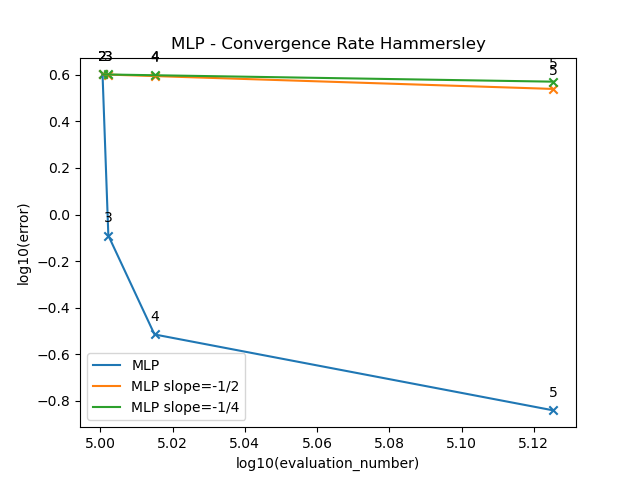 MLP - Convergence Rate Hammersley
2 3 4 5
5
3
4
5
0.6
0.4
0.2
0.0
−0.2
−0.4
−0.6
−0.8
log10(error)
MLP
MLP slope=-1/2
MLP slope=-1/4
5.00 5.02 5.04 5.06 5.08 5.10 5.12
log10(evaluation_number)